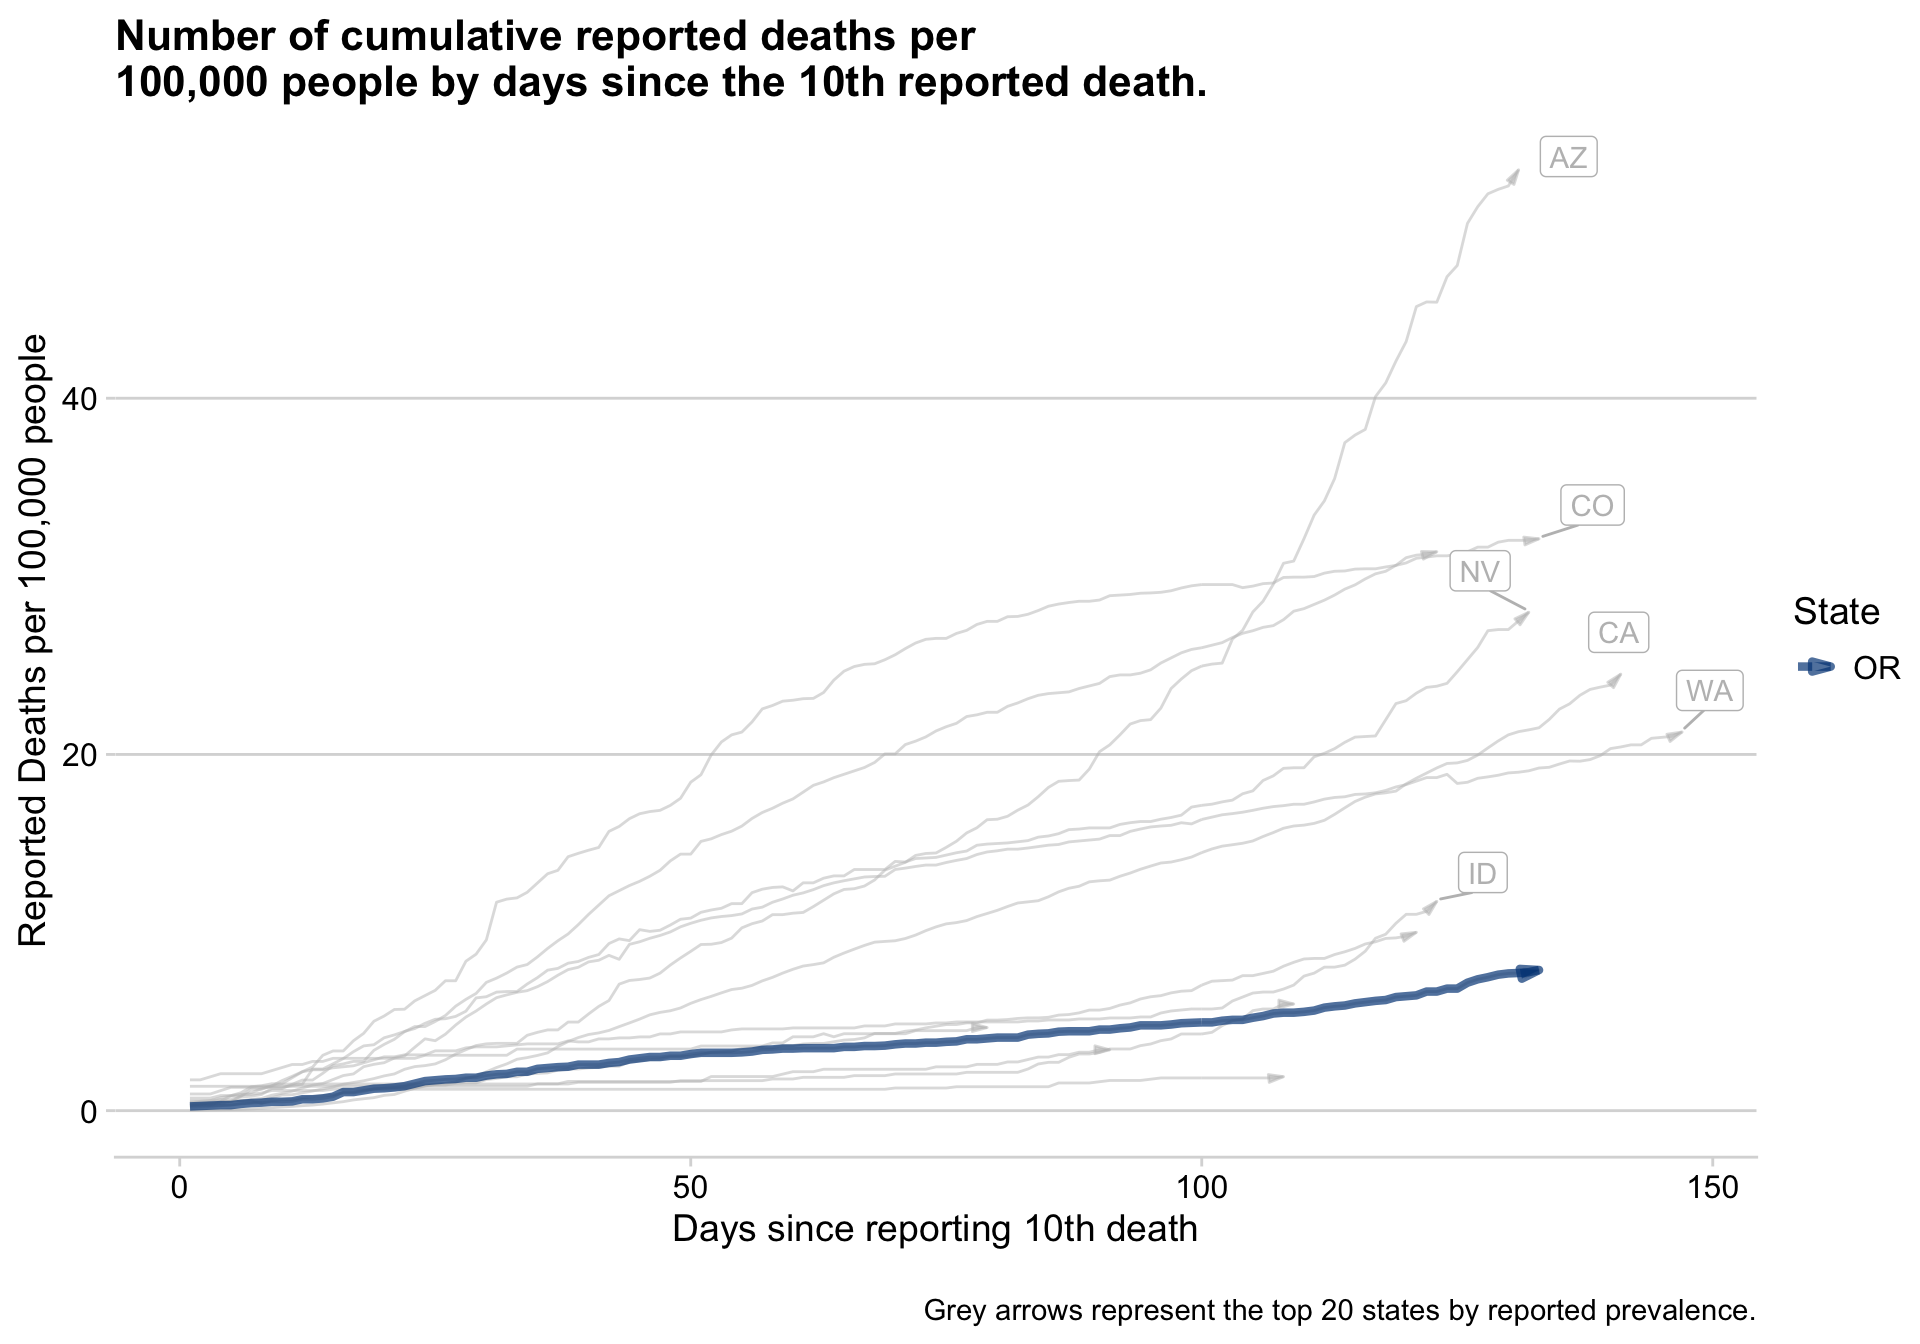 Number of cumulative reported deaths per
100,000 people by days since the 10th reported death.
Reported Deaths per 100,000 people
40
20
0
AZ
CO
NV
CA
WA
ID
State
OR
0 50 100 150
Days since reporting 10th death
Grey arrows represent the top 20 states by reported prevalence.